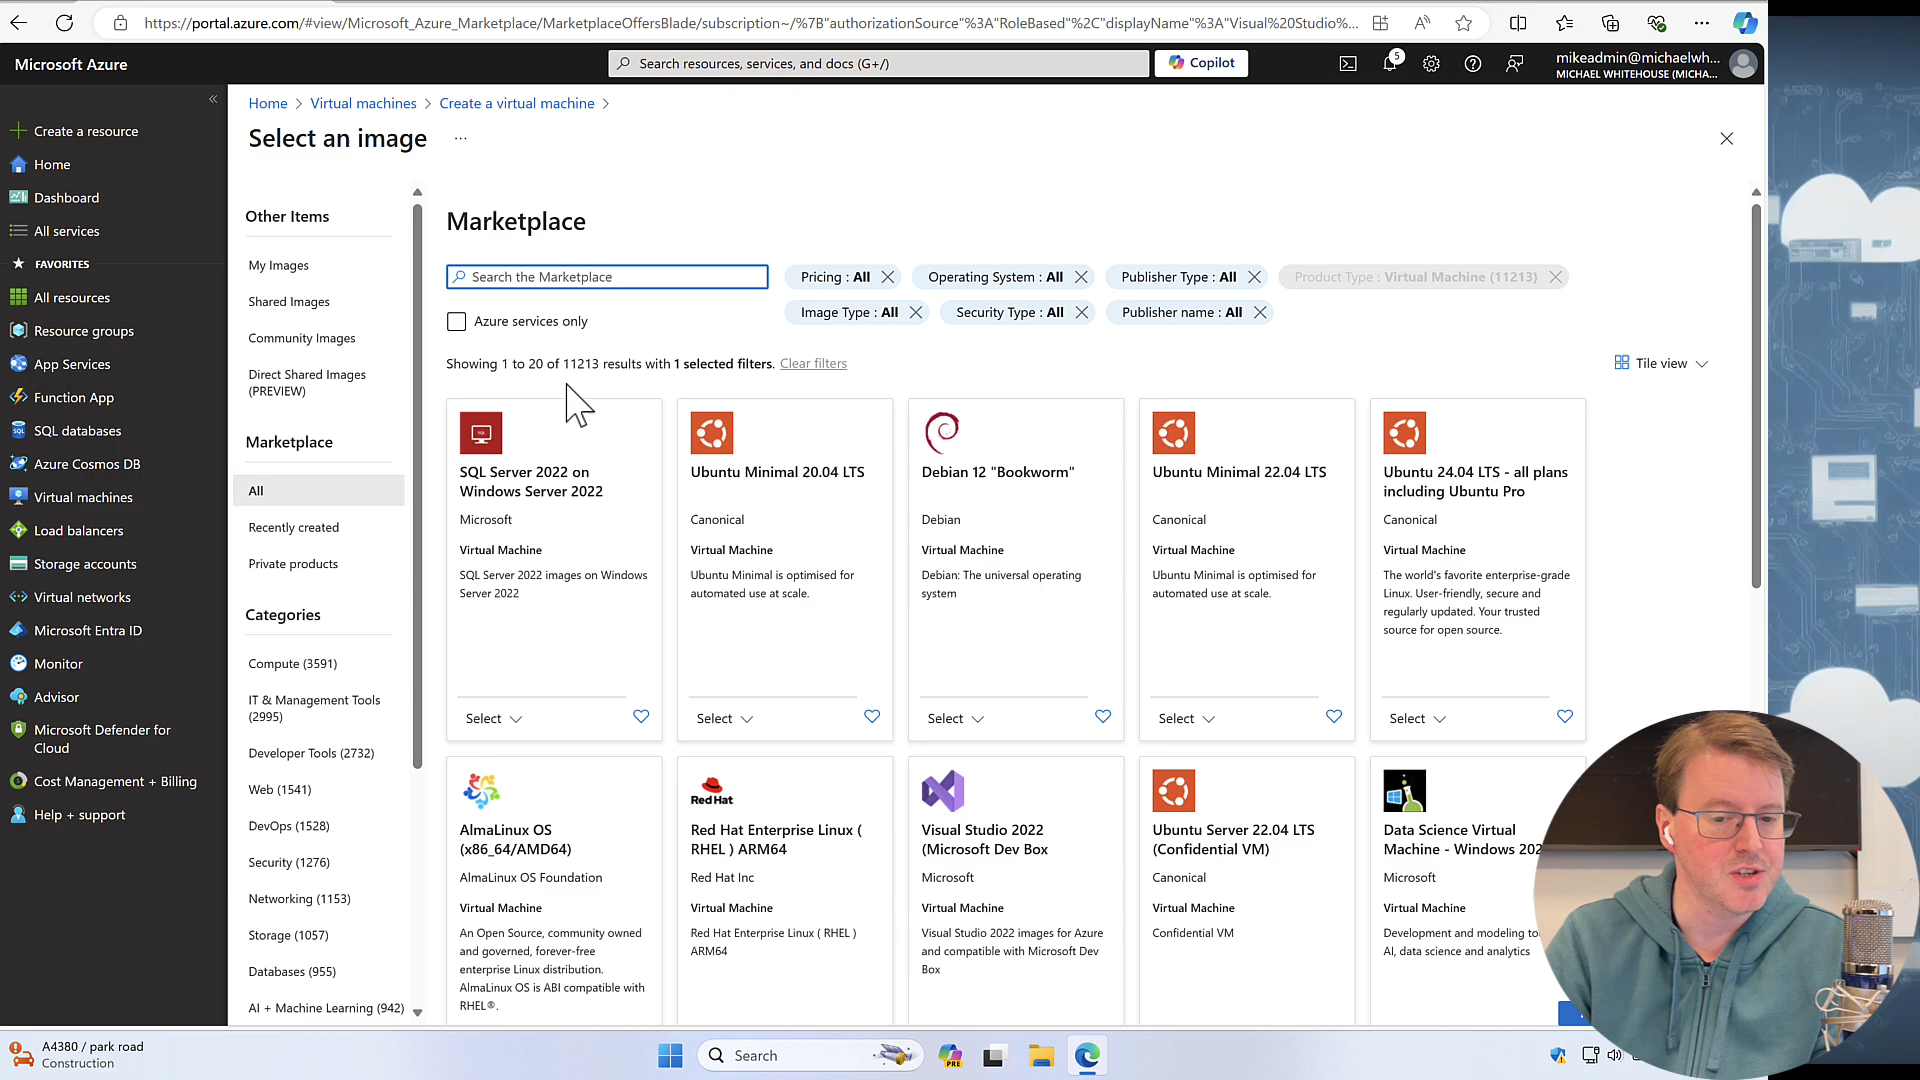 https://portal.azure.com/#view/Microsoft_Azure_Marketplace/MarketplaceOffersBlade/subscription~/%7B"authorizationSource"%3A"RoleBased"%2C"displayName"%3A"Visual%20Studio%...
Microsoft Azure
Search resources, services, and docs (G+/)
Copilot
5
mikeadmin@michaelwh...
MICHAEL WHITEHOUSE (MICHA...
Create a resource
Home
Dashboard
All services
FAVORITES
All resources
Resource groups
App Services
Function App
SQL databases
Azure Cosmos DB
Virtual machines
Load balancers
Storage accounts
Virtual networks
Microsoft Entra ID
Monitor
Advisor
Microsoft Defender for
Cloud
Cost Management + Billing
Help + support
Home > Virtual machines > Create a virtual machine >
Select an image ...
Other Items
My Images
Shared Images
Community Images
Direct Shared Images
(PREVIEW)
Marketplace
All
Recently created
Private products
Categories
Compute (3591)
IT & Management Tools
(2995)
Developer Tools (2732)
Web (1541)
DevOps (1528)
Security (1276)
Networking (1153)
Storage (1057)
Databases (955)
AI + Machine Learning (942)
Marketplace
Search the Marketplace
Pricing : All
Operating System : All
Publisher Type : All
Product Type : Virtual Machine (11213)
Image Type : All
Security Type : All
Publisher name : All
Azure services only
Showing 1 to 20 of 11213 results with 1 selected filters. Clear filters
Tile view
SQL Server 2022 on
Windows Server 2022
Microsoft
Virtual Machine
SQL Server 2022 images on Windows
Server 2022
Select
Ubuntu Minimal 20.04 LTS
Canonical
Virtual Machine
Ubuntu Minimal is optimised for
automated use at scale.
Select
Debian 12 "Bookworm"
Debian
Virtual Machine
Debian: The universal operating
system
Select
Ubuntu Minimal 22.04 LTS
Canonical
Virtual Machine
Ubuntu Minimal is optimised for
automated use at scale.
Select
Ubuntu 24.04 LTS - all plans
including Ubuntu Pro
Canonical
Virtual Machine
The world's favorite enterprise-grade
Linux. User-friendly, secure and
regularly updated. Your trusted
source for open source.
Select
AlmaLinux OS
(x86_64/AMD64)
AlmaLinux OS Foundation
Virtual Machine
An Open Source, community owned
and governed, forever-free
enterprise Linux distribution.
AlmaLinux OS is ABI compatible with
RHEL®.
Red Hat
Red Hat Enterprise Linux (
RHEL ) ARM64
Red Hat Inc
Virtual Machine
Red Hat Enterprise Linux ( RHEL )
ARM64
Visual Studio 2022
(Microsoft Dev Box
Microsoft
Virtual Machine
Visual Studio 2022 images for Azure
and compatible with Microsoft Dev
Box
Ubuntu Server 22.04 LTS
(Confidential VM)
Canonical
Virtual Machine
Confidential VM
Data Science Virtual
Machine - Windows
Microsoft
Virtual Machine
Development and modeling
AI, data science and analytics
A4380 / park road
Construction
Search
PRE